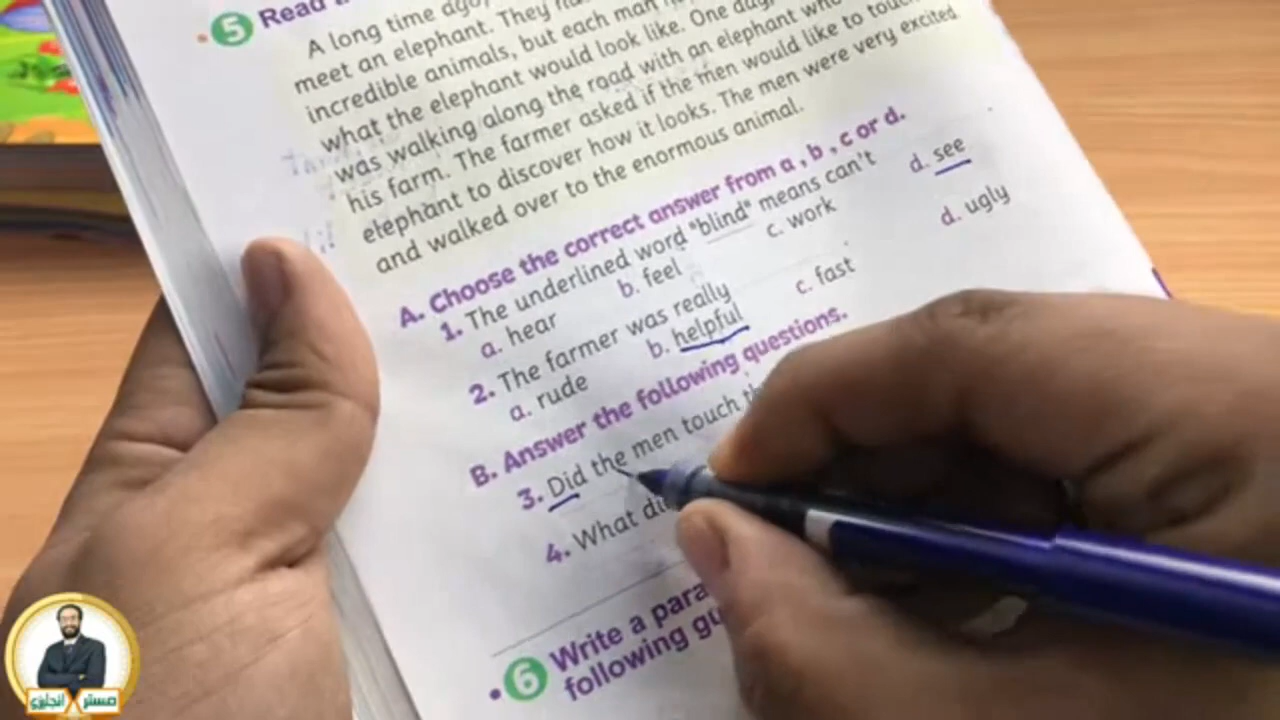 5 Read
A long time ago,
meet an elephant. They
incredible animals, but each man
what the elephant would look like. One day,
was walking along the road with an elephant
his farm. The farmer asked if the men would like to touch
elephant to discover how it looks. The men were very excited
and walked over to the enormous animal.
A. Choose the correct answer from a , b , c or d.
1. The underlined word "blind" means can't
a. hear b. feel c. work d. see
2. The farmer was really
a. rude b. helpful c. fast d. ugly
B. Answer the following questions.
3. Did the men touch
4. What
6 Write a
following
مستر X انجليزي